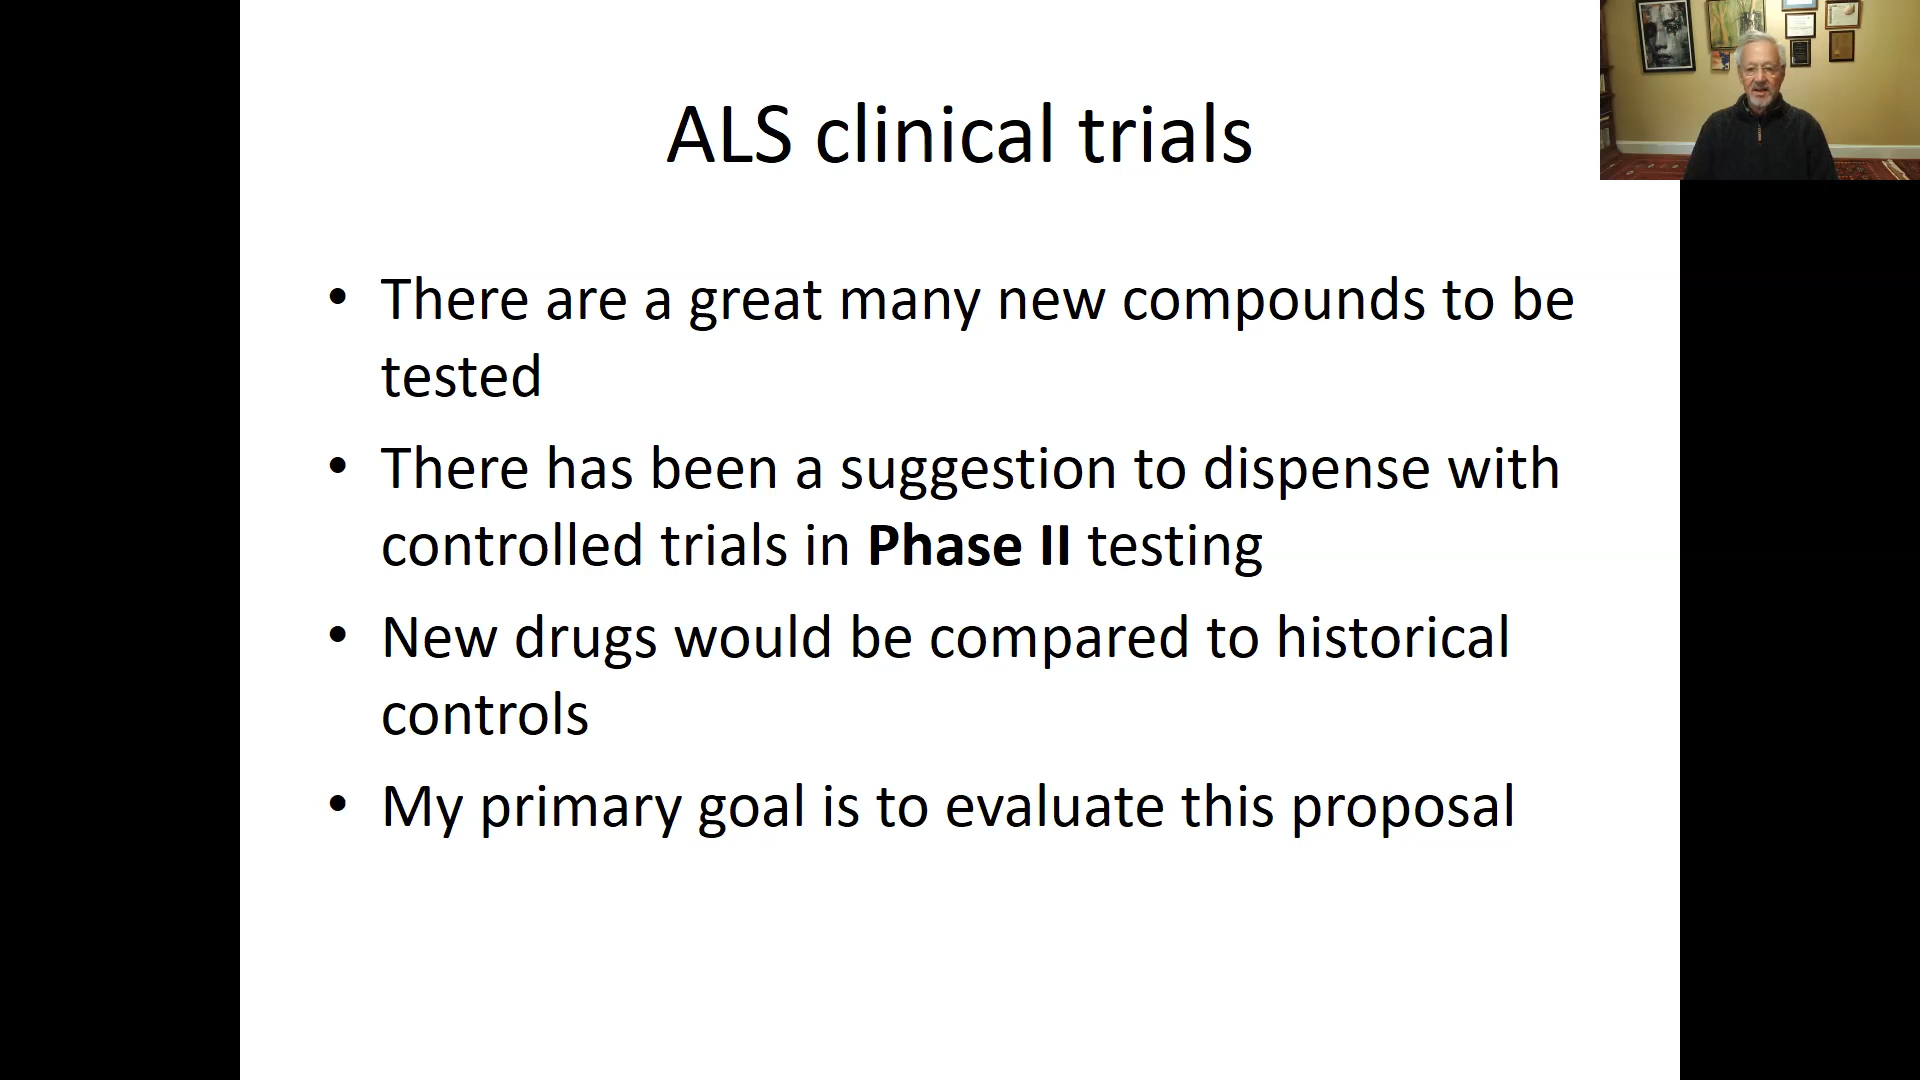 ALS clinical trials
• There are a great many new compounds to be
tested
• There has been a suggestion to dispense with
controlled trials in Phase II testing
• New drugs would be compared to historical
controls
• My primary goal is to evaluate this proposal